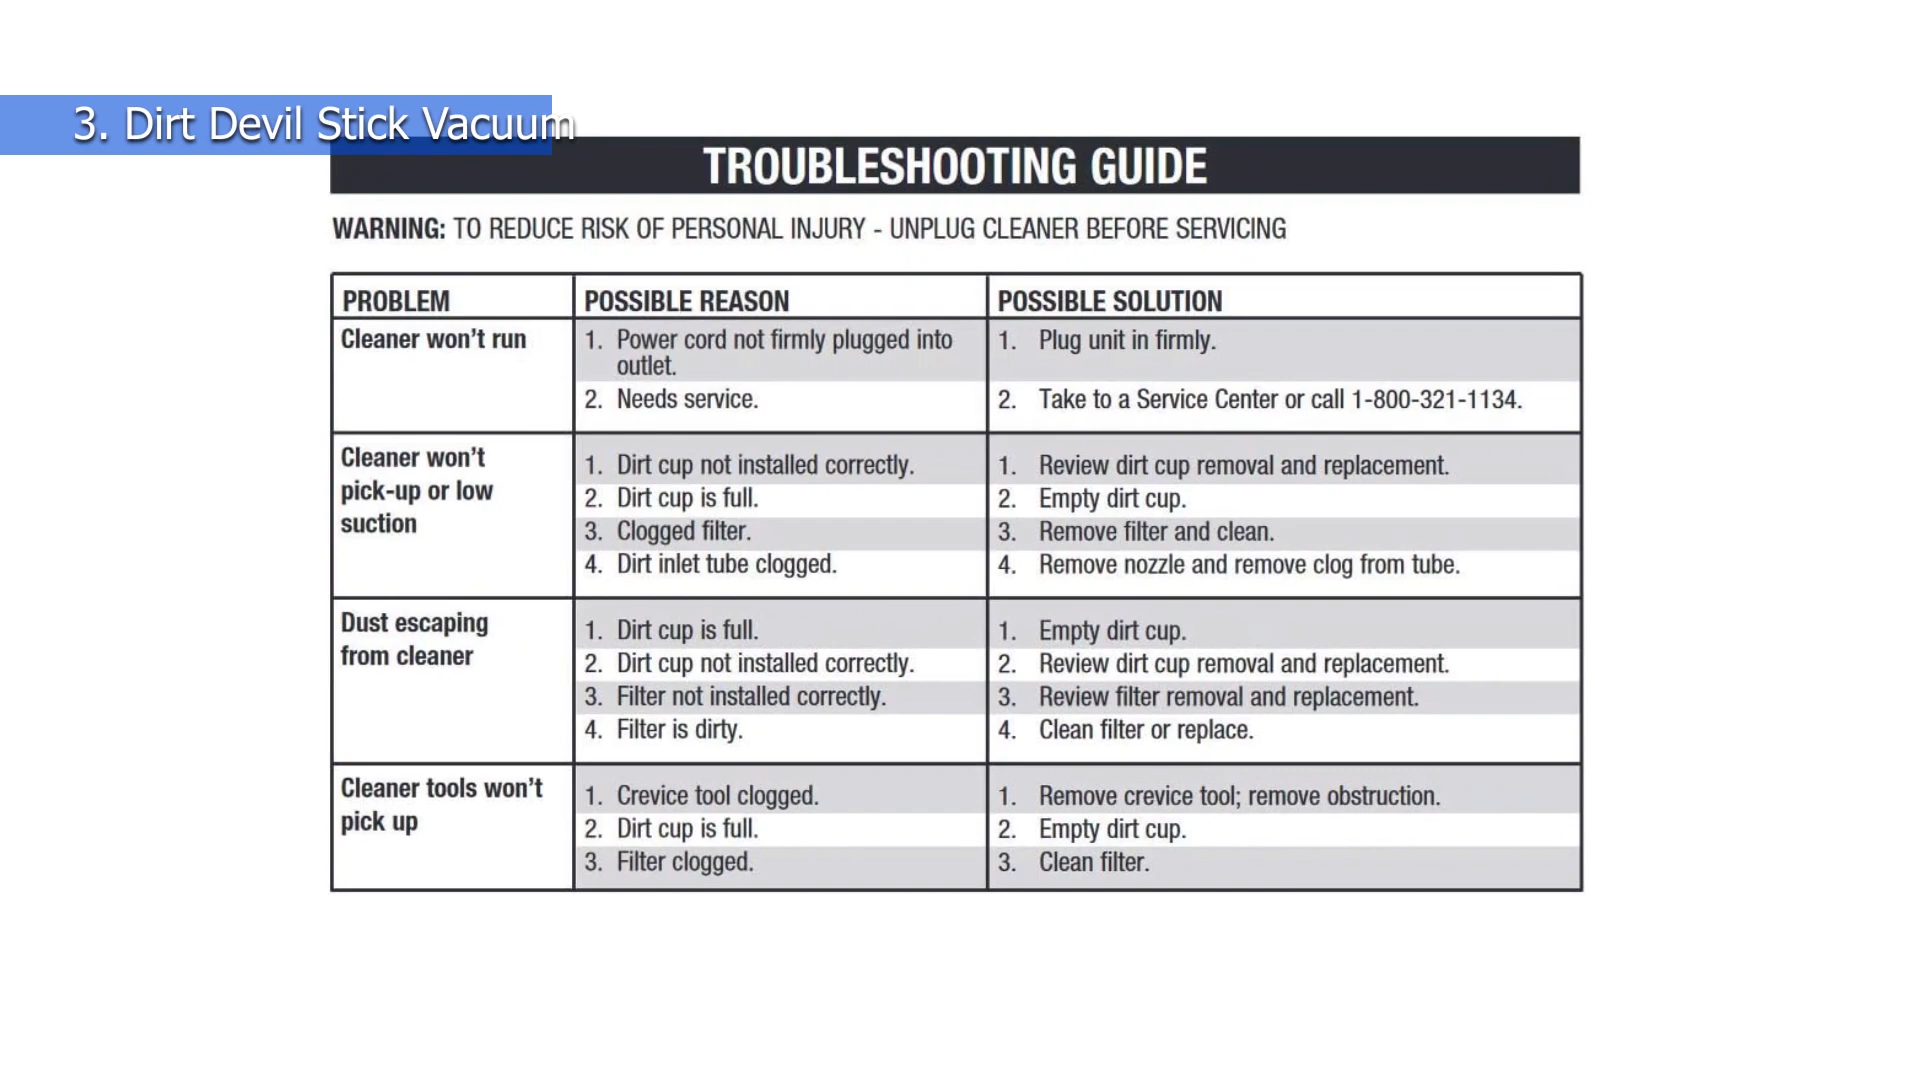 3. Dirt Devil Stick Vacuum
TROUBLESHOOTING GUIDE
WARNING: TO REDUCE RISK OF PERSONAL INJURY - UNPLUG CLEANER BEFORE SERVICING
PROBLEM POSSIBLE REASON POSSIBLE SOLUTION
Cleaner won’t run
1. Power cord not firmly plugged into
outlet.
1. Plug unit in firmly.
2. Needs service.
2. Take to a Service Center or call 1-800-321-1134.
Cleaner won’t
pick-up or low
suction
1. Dirt cup not installed correctly.
1. Review dirt cup removal and replacement.
2. Dirt cup is full.
2. Empty dirt cup.
3. Clogged filter.
3. Remove filter and clean.
4. Dirt inlet tube clogged.
4. Remove nozzle and remove clog from tube.
Dust escaping
from cleaner
1. Dirt cup is full.
1. Empty dirt cup.
2. Dirt cup not installed correctly.
2. Review dirt cup removal and replacement.
3. Filter not installed correctly.
3. Review filter removal and replacement.
4. Filter is dirty.
4. Clean filter or replace.
Cleaner tools won’t
pick up
1. Crevice tool clogged.
1. Remove crevice tool; remove obstruction.
2. Dirt cup is full.
2. Empty dirt cup.
3. Filter clogged.
3. Clean filter.